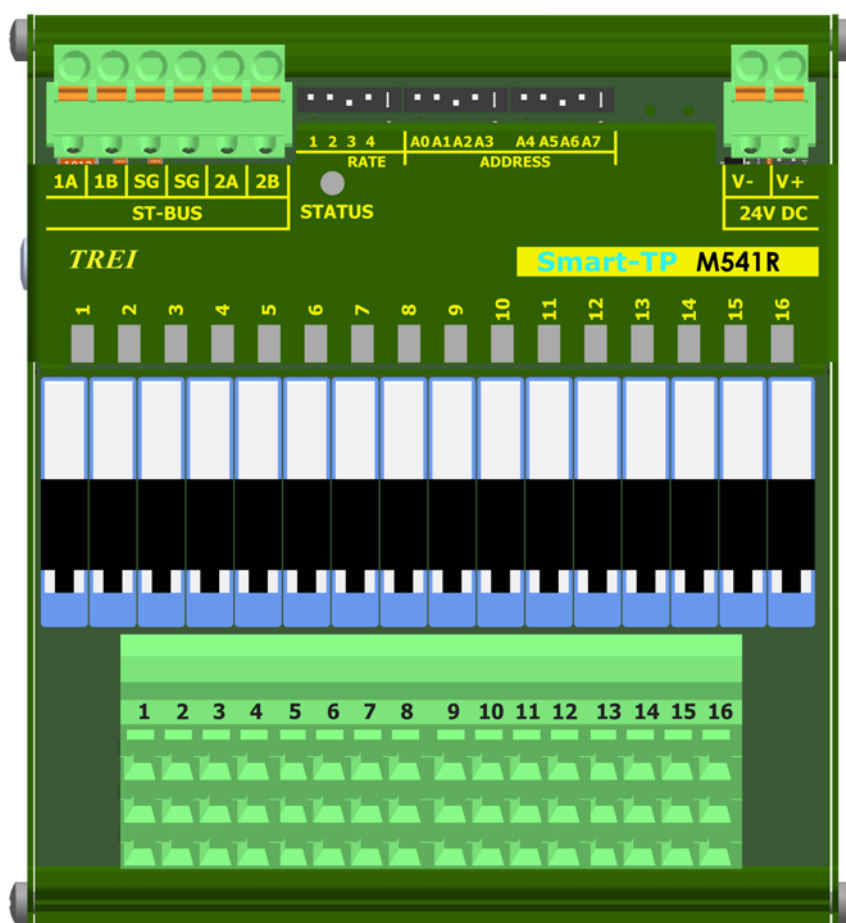 1 2 3 4 A0 A1 A2 A3 A4 A5 A6 A7
RATE ADDRESS
1A 1B SG SG 2A 2B
ST-BUS
STATUS
V- V+
24V DC
TREI
Smart-TP M541R
1 2 3 4 5 6 7 8 9 10 11 12 13 14 15 16
1 2 3 4 5 6 7 8 9 10 11 12 13 14 15 16